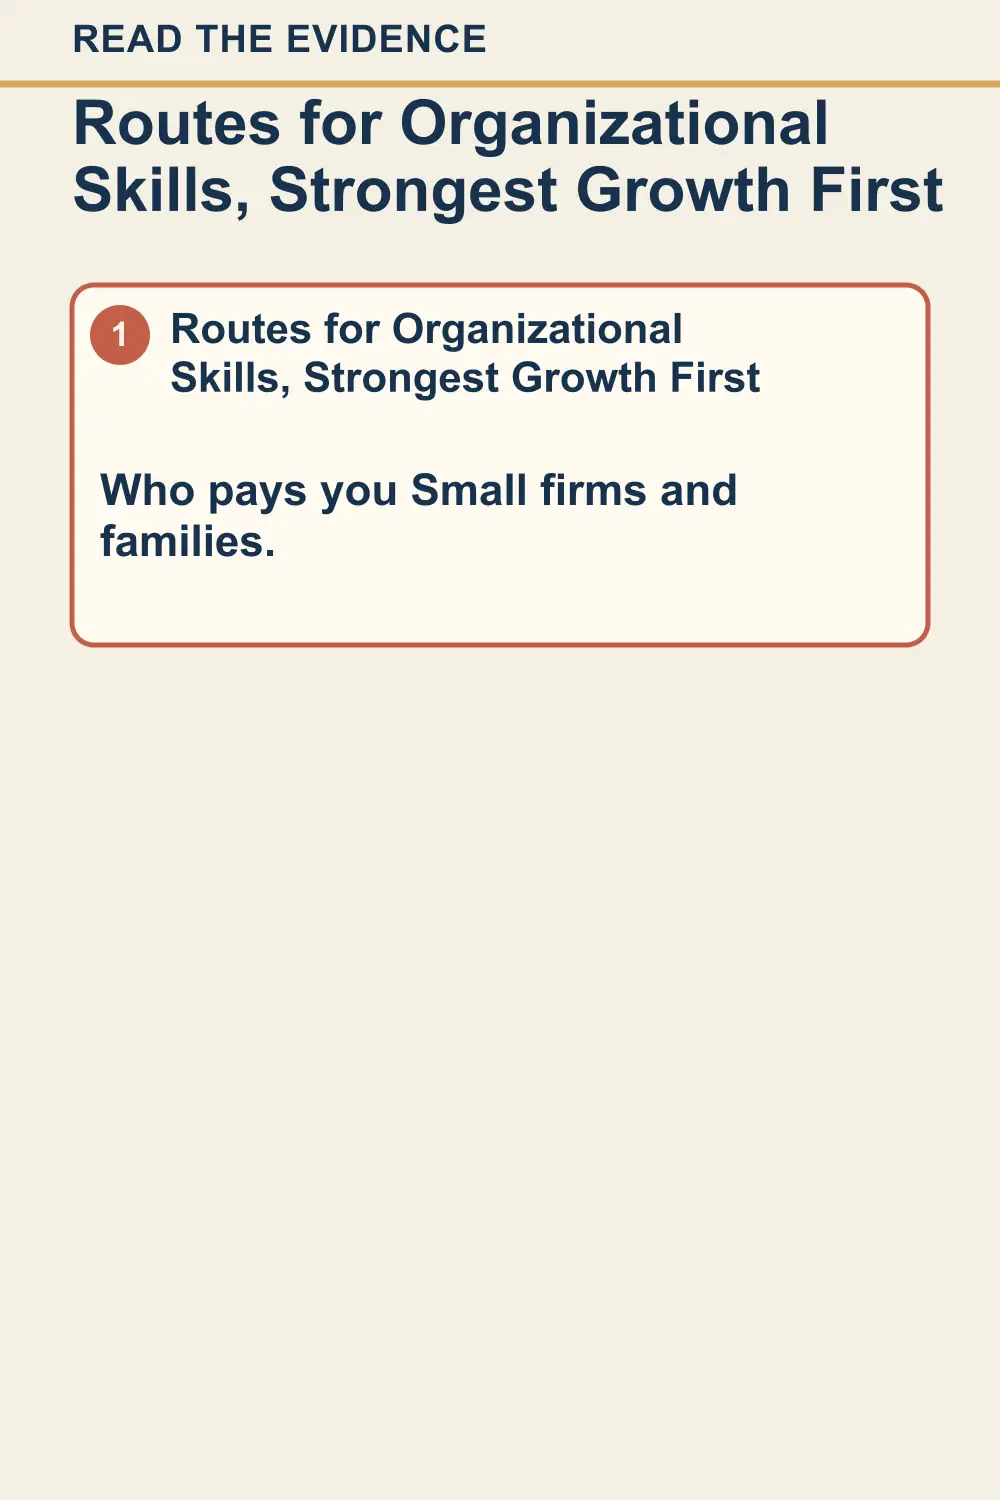 READ THE EVIDENCE
Routes for Organizational
Skills, Strongest Growth First
1
Routes for Organizational
Skills, Strongest Growth First
Who pays you Small firms and
families.